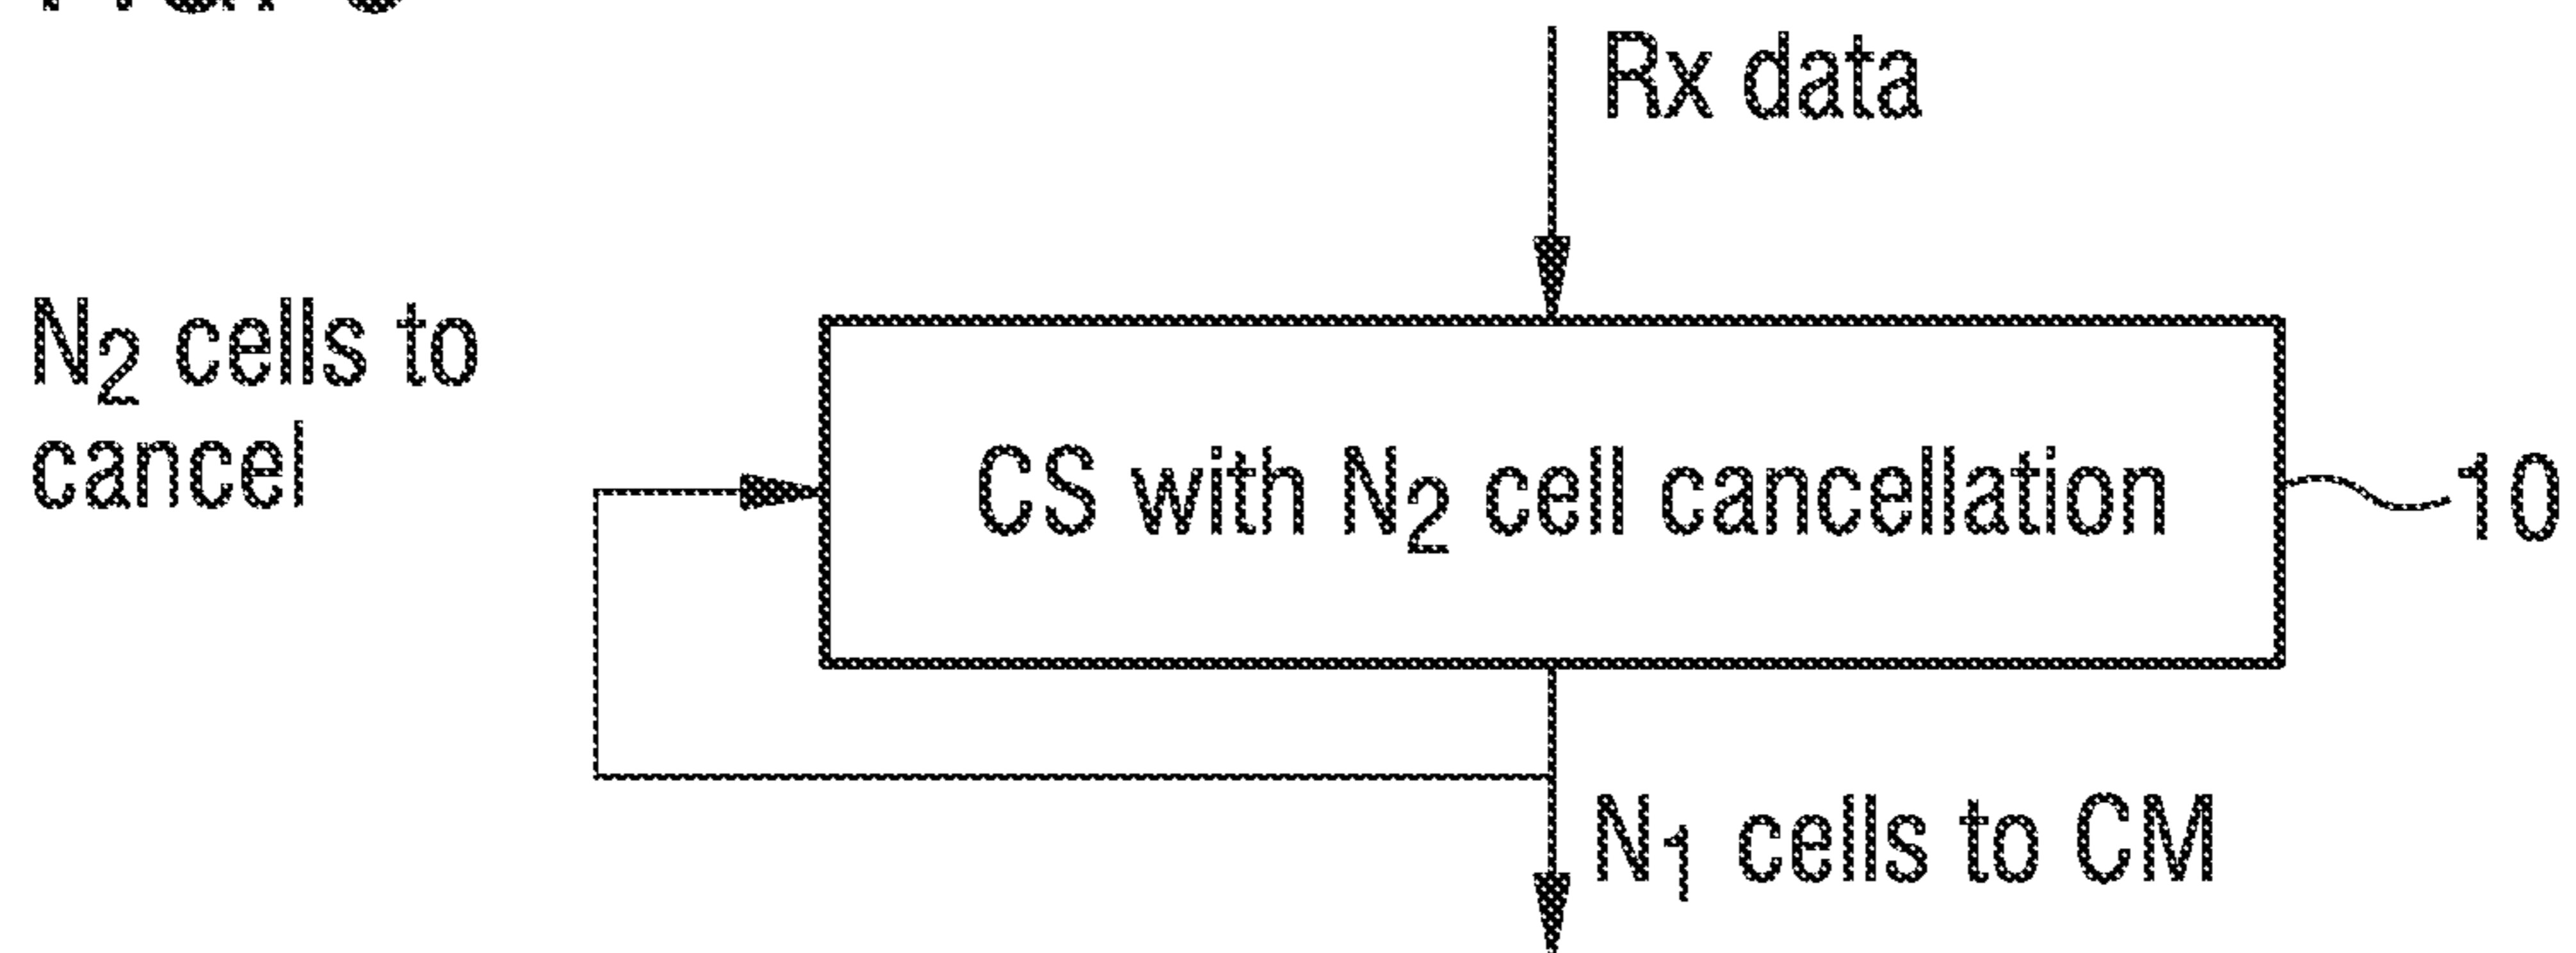 Rx data
N2 cells to
cancel
CS with N2 cell cancellation
10
N1 cells to CM